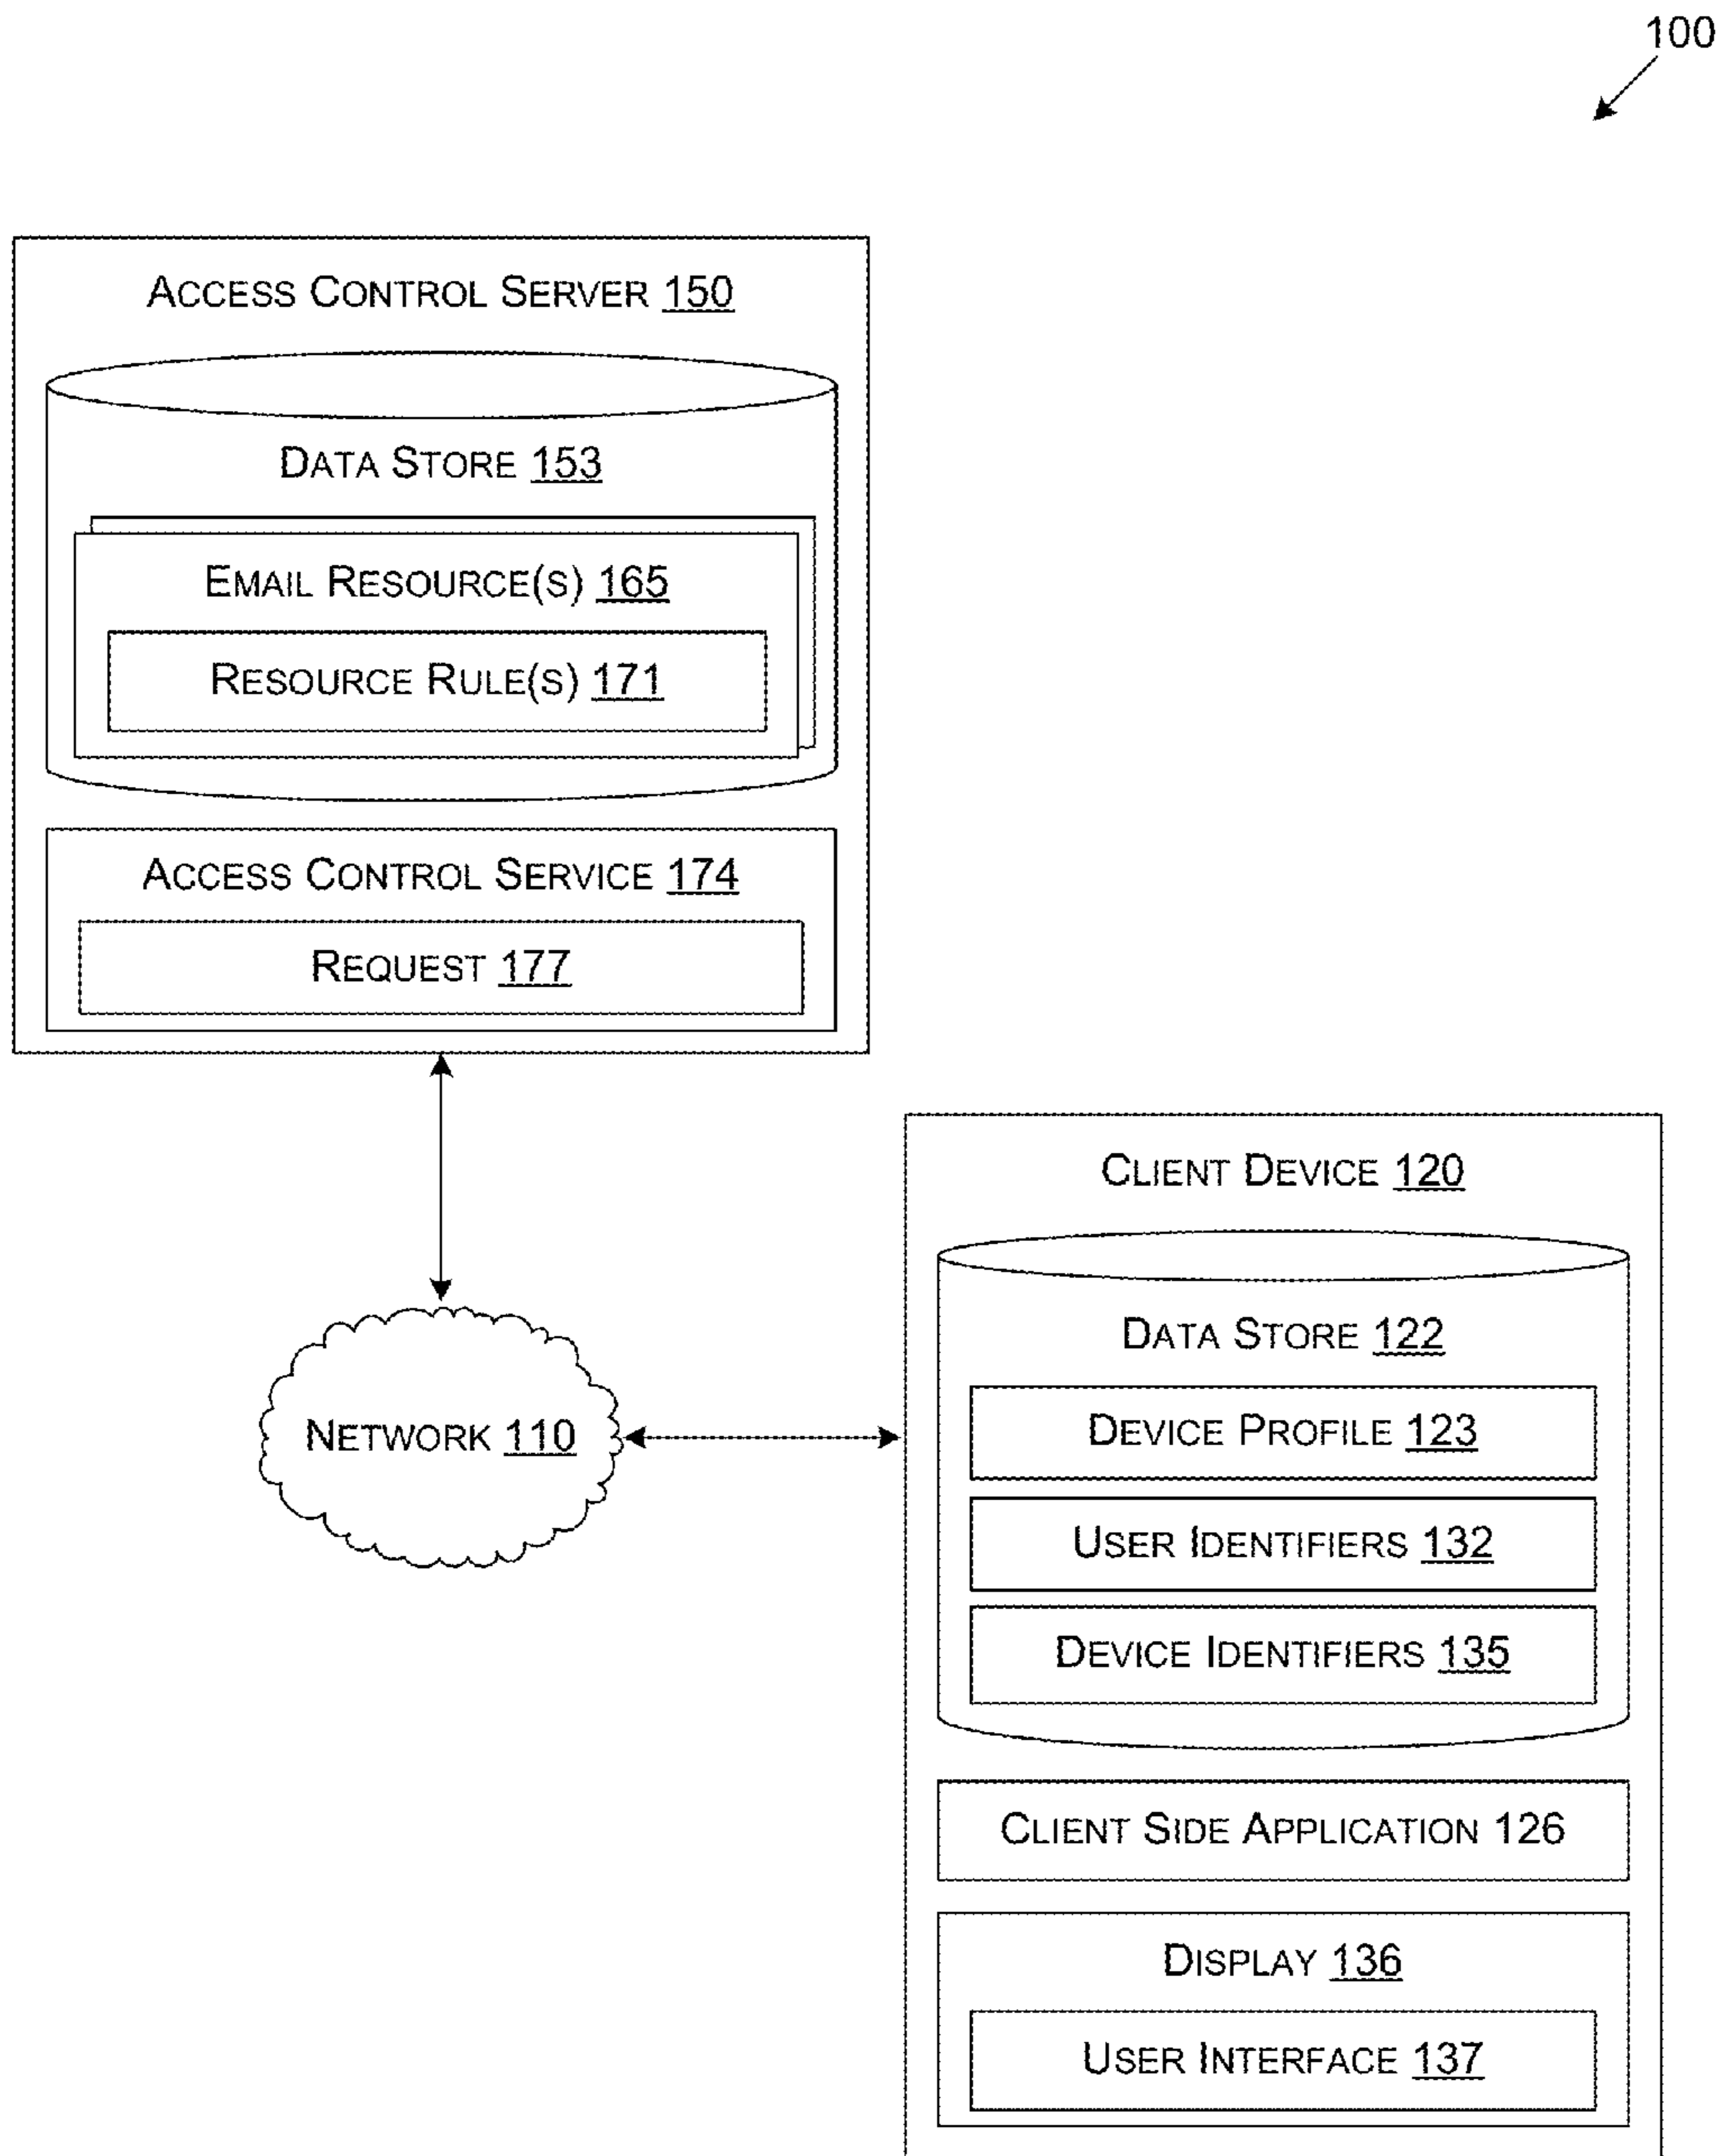 100
ACCESS CONTROL SERVER 150
DATA STORE 153
EMAIL RESOURCE(S) 165
RESOURCE RULE(S) 171
ACCESS CONTROL SERVICE 174
REQUEST 177
NETWORK 110
CLIENT DEVICE 120
DATA STORE 122
DEVICE PROFILE 123
USER IDENTIFIERS 132
DEVICE IDENTIFIERS 135
CLIENT SIDE APPLICATION 126
DISPLAY 136
USER INTERFACE 137